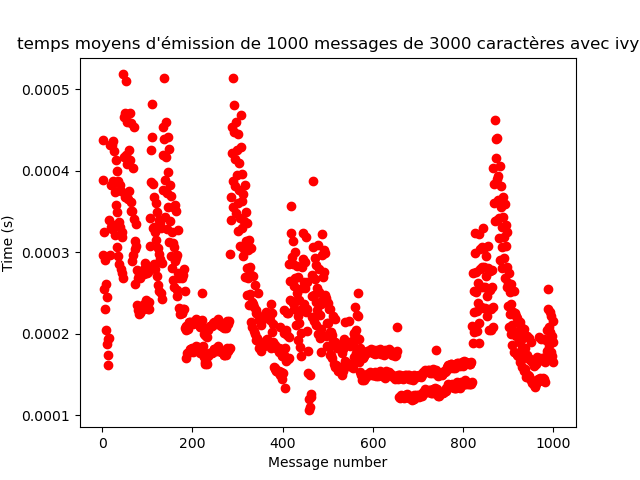 temps moyens d'émission de 1000 messages de 3000 caractères avec ivy
0.0005
0.0004
0.0003
0.0002
0.0001
Time (s)
0 200 400 600 800 1000
Message number